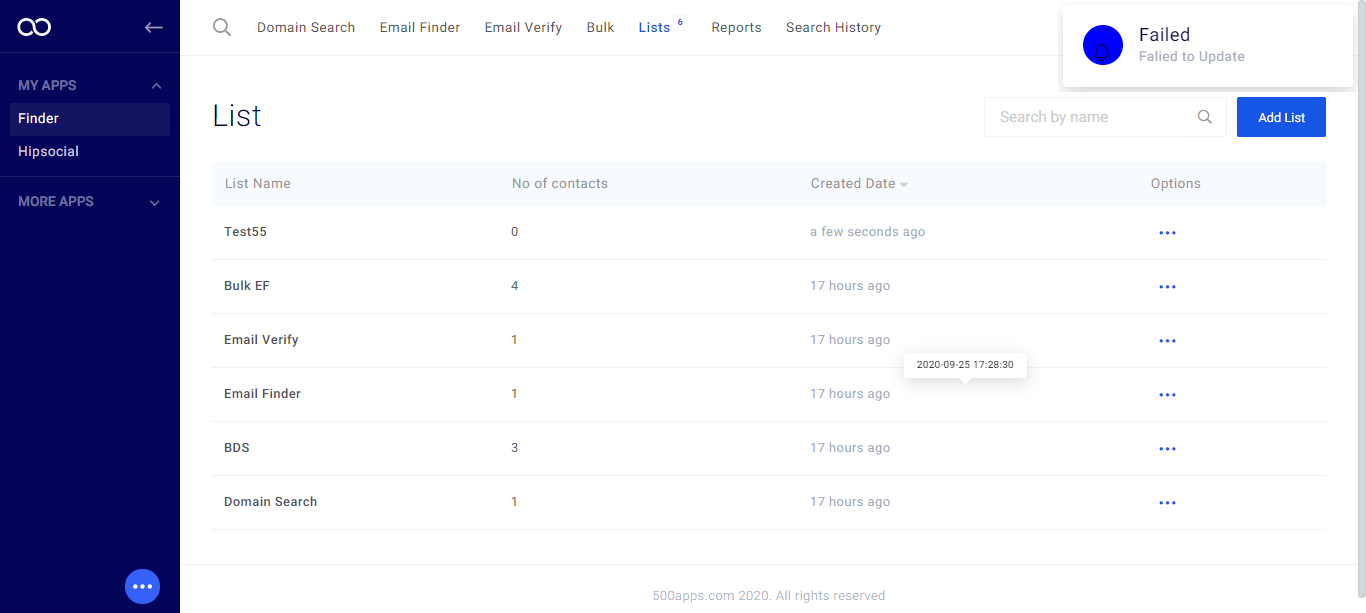 MY APPS
Finder
Hipsocial
MORE APPS
Domain Search Email Finder Email Verify Bulk Lists 6 Reports Search History
Failed
Falied to Update
List
Search by name
Add List
List Name No of contacts Created Date Options
Test55 0 a few seconds ago
Bulk EF 4 17 hours ago
Email Verify 1 17 hours ago
2020-09-25 17:28:30
Email Finder 1 17 hours ago
BDS 3 17 hours ago
Domain Search 1 17 hours ago
500apps.com 2020. All rights reserved